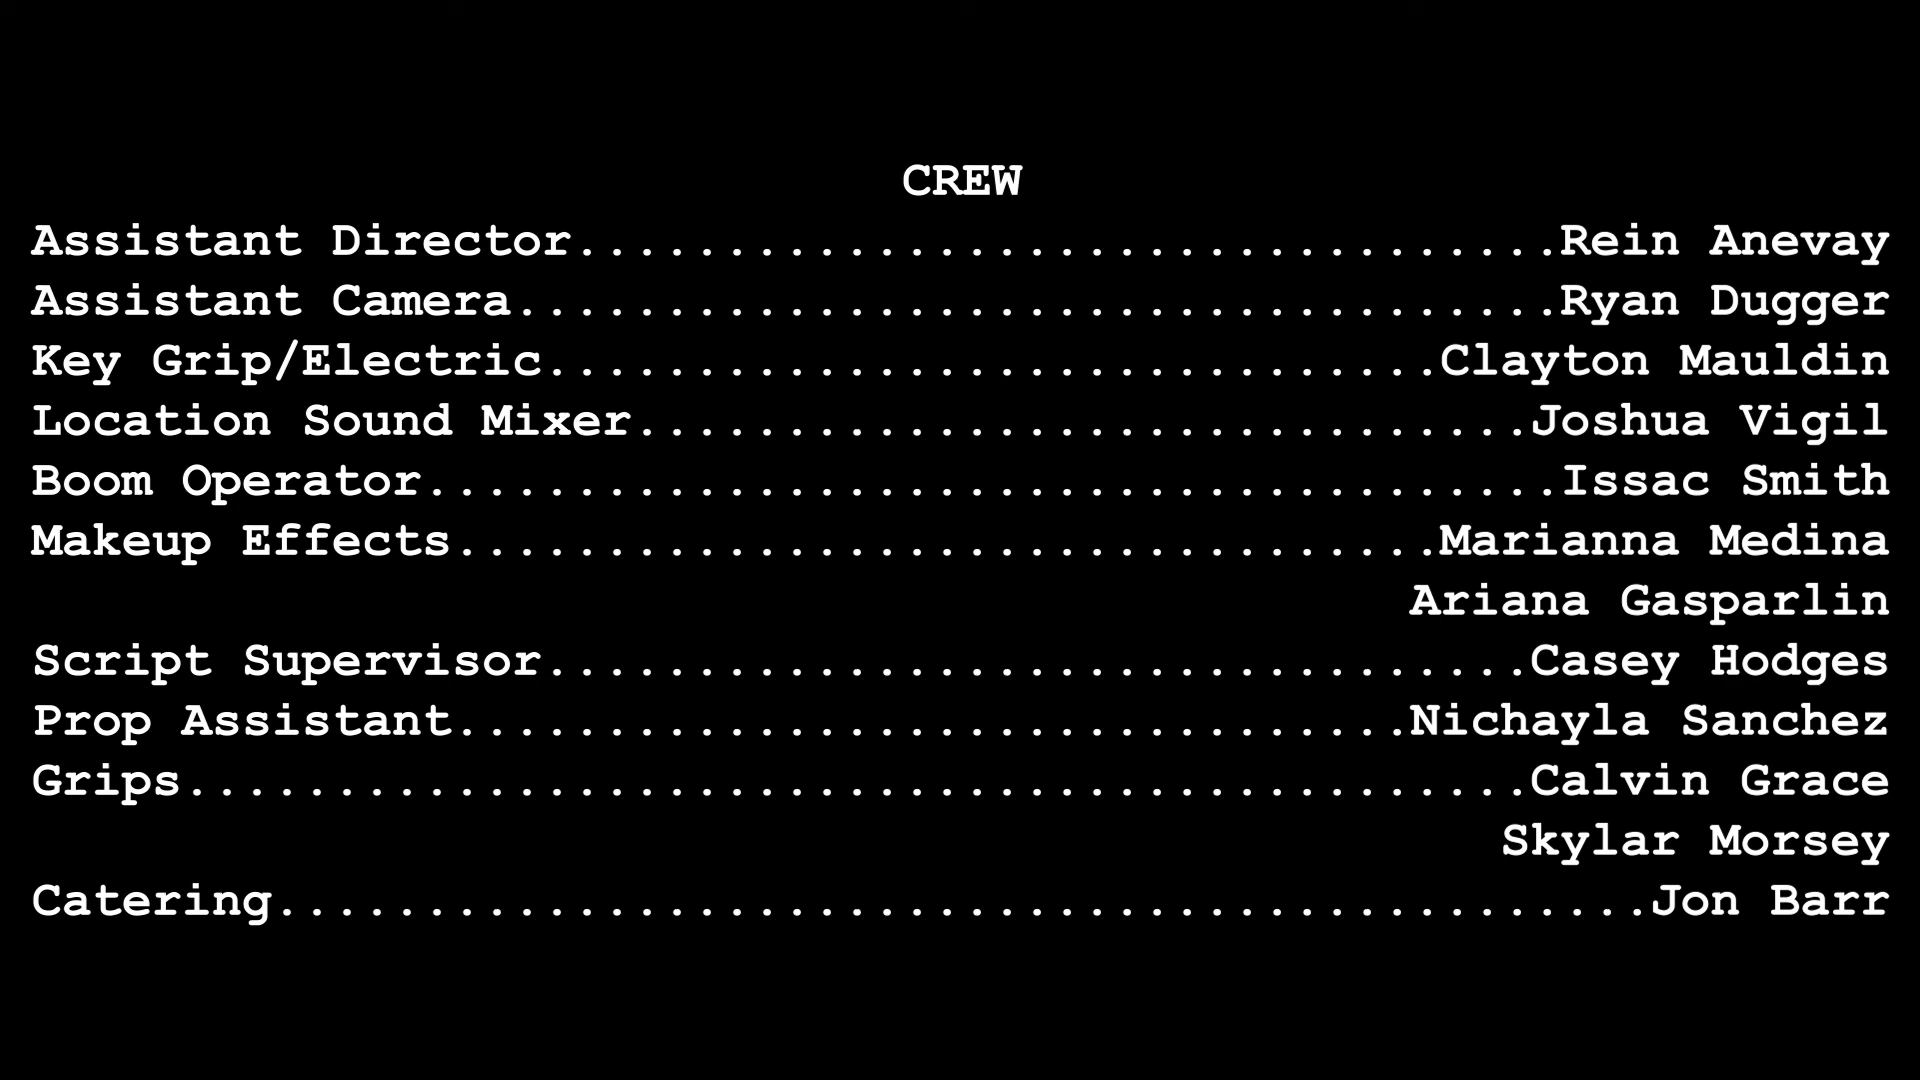 CREW
Assistant Director.................................Rein Anevay
Assistant Camera...................................Ryan Dugger
Key Grip/Electric..............................Clayton Mauldin
Location Sound Mixer..............................Joshua Vigil
Boom Operator......................................Issac Smith
Makeup Effects.................................Marianna Medina
Ariana Gasparlin
Script Supervisor.................................Casey Hodges
Prop Assistant................................Nichayla Sanchez
Grips.............................................Calvin Grace
Skylar Morsey
Catering..............................................Jon Barr